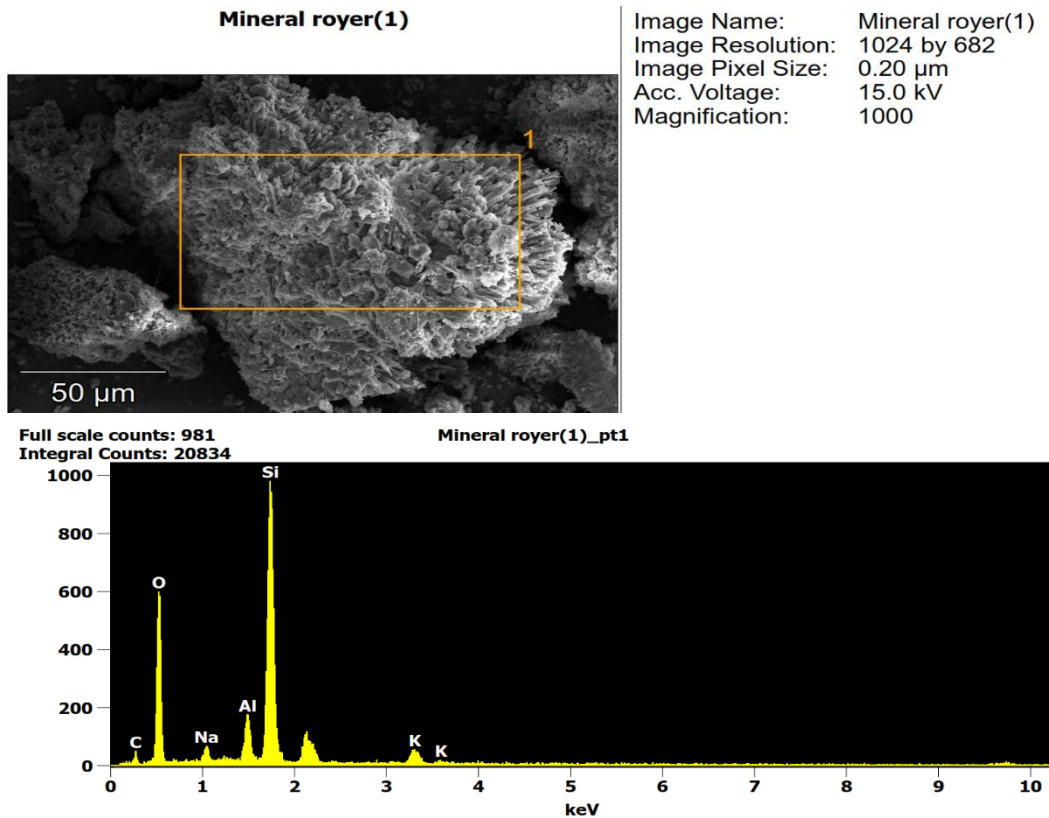 Mineral royer(1)
Image Name: Mineral royer(1)
Image Resolution: 1024 by 682
Image Pixel Size: 0.20 µm
Acc. Voltage: 15.0 kV
Magnification: 1000
1
50 µm
Full scale counts: 981
Mineral royer(1)_pt1
Integral Counts: 20834
1000
800
600
400
200
0
Si
O
Al
C
Na
K
K
0 1 2 3 4 5 6 7 8 9 10
keV